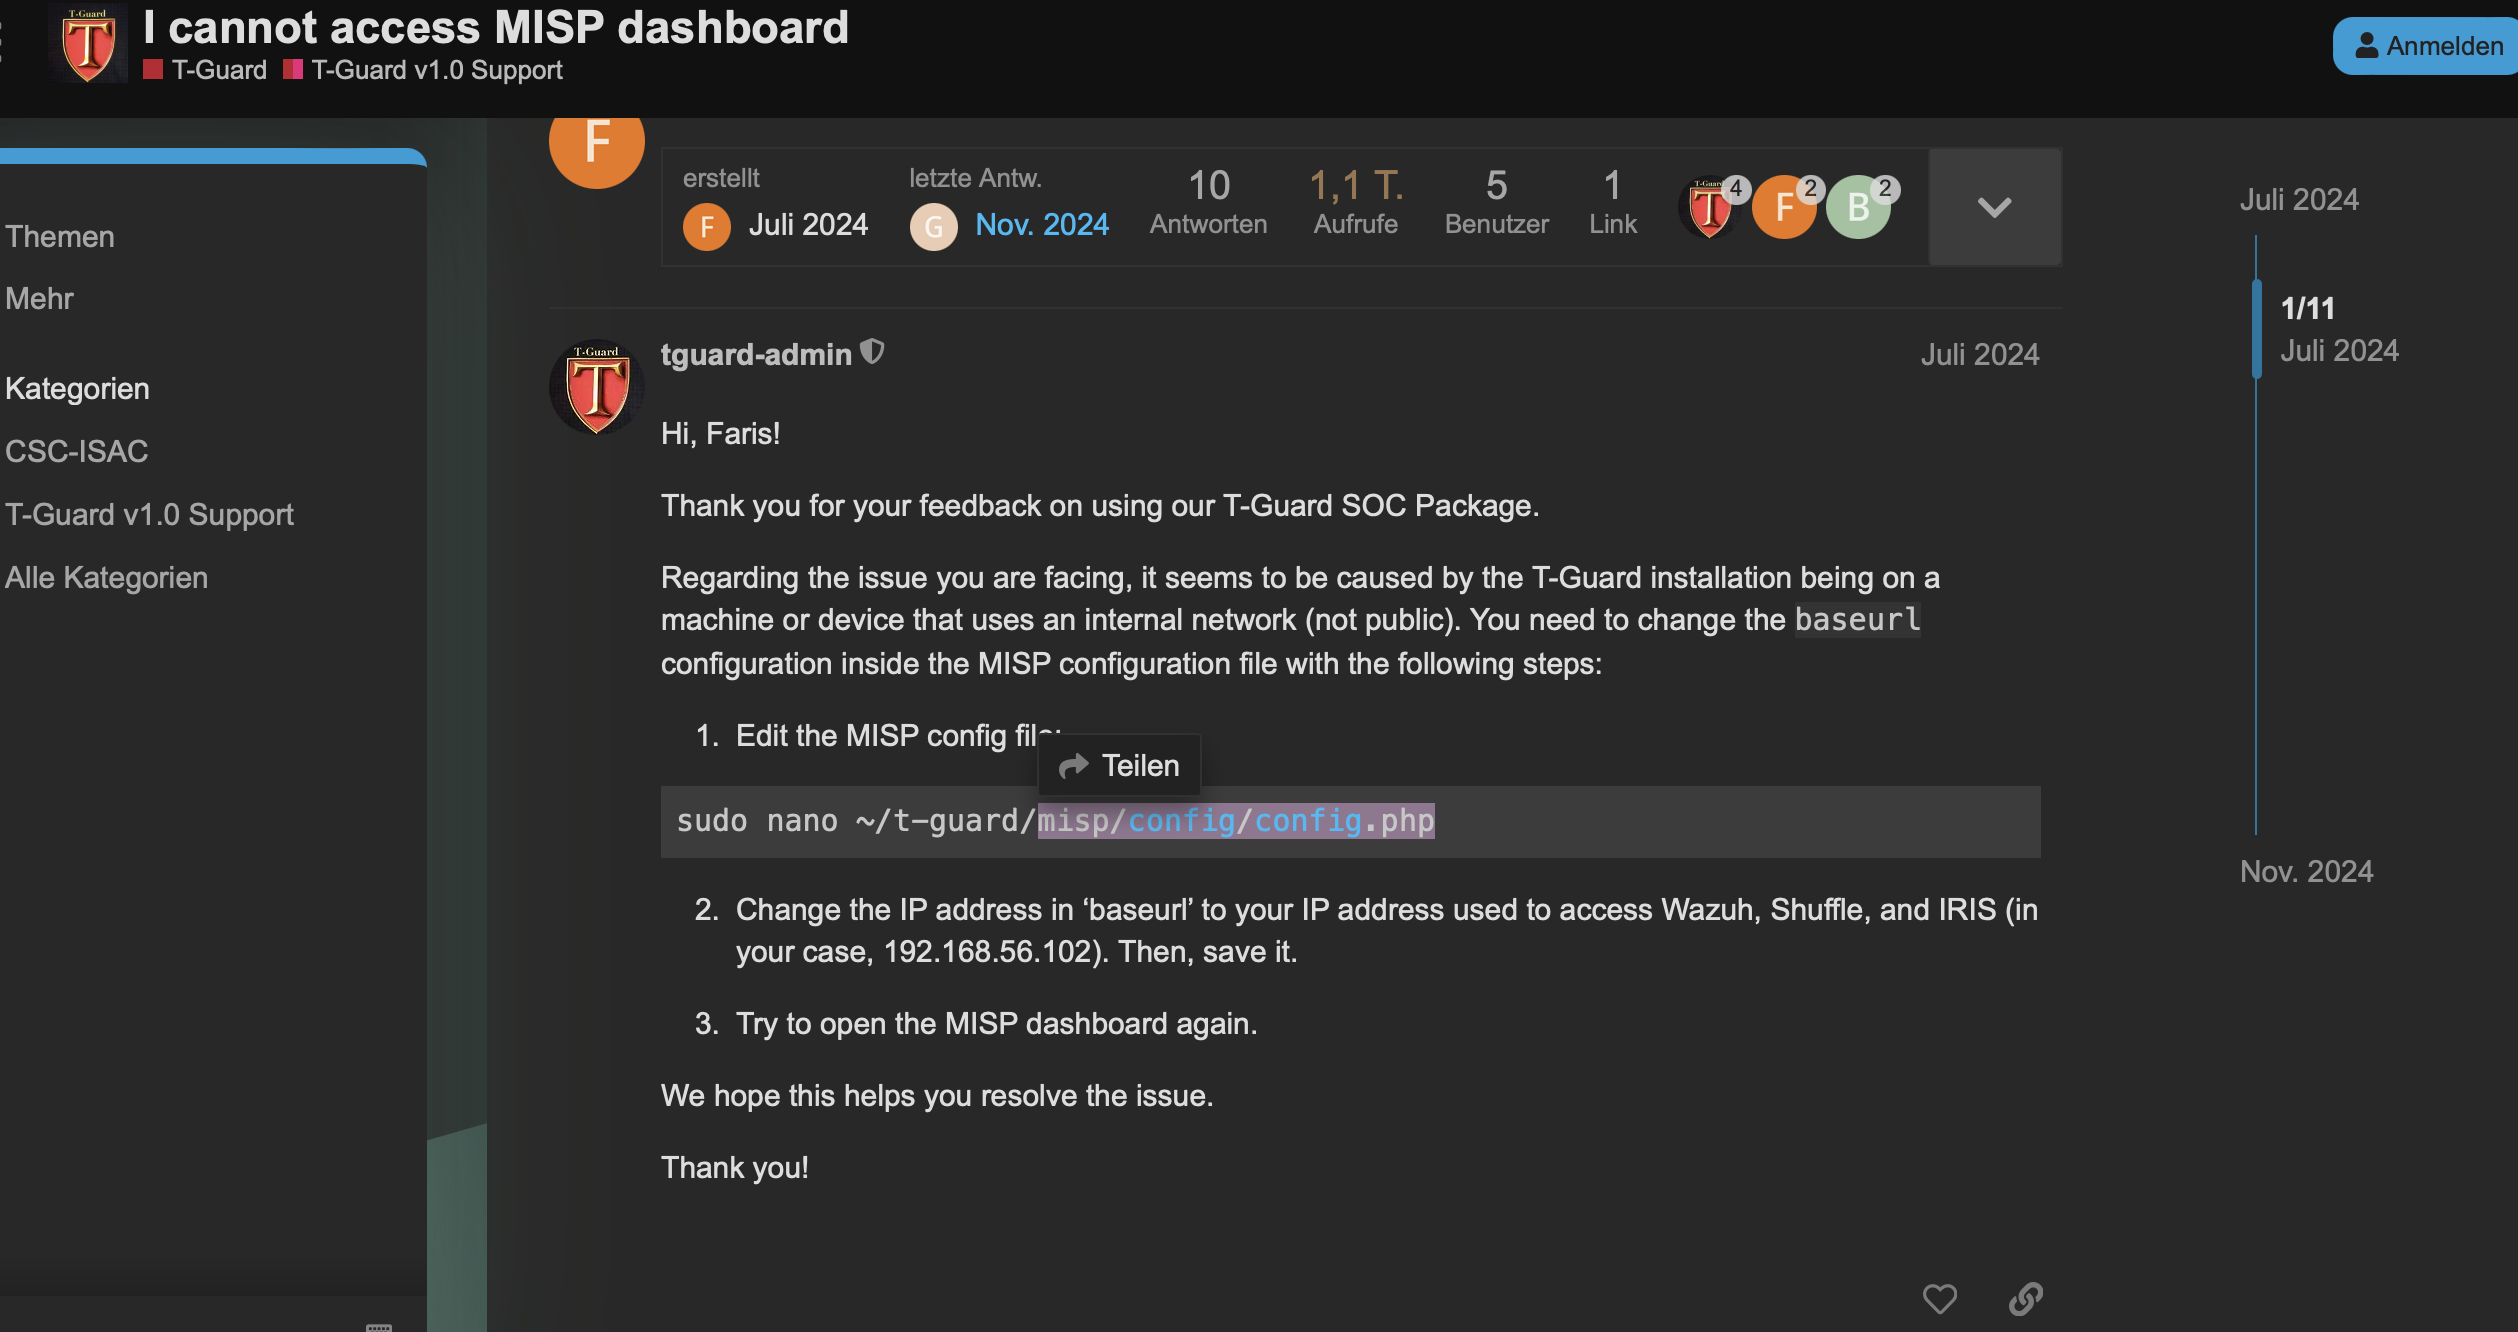 I cannot access MISP dashboard
T-Guard T-Guard v1.0 Support
Anmelden
Themen
Mehr
Kategorien
CSC-ISAC
T-Guard v1.0 Support
Alle Kategorien
F
erstellt
F Juli 2024
letzte Antw.
G Nov. 2024
10
Antworten
1,1 T.
Aufrufe
5
Benutzer
1
Link
T-Guard T 4 F 2 B 2
T-Guard
T
tguard-admin
Juli 2024
Hi, Faris!
Thank you for your feedback on using our T-Guard SOC Package.
Regarding the issue you are facing, it seems to be caused by the T-Guard installation being on a
machine or device that uses an internal network (not public). You need to change the baseurl
configuration inside the MISP configuration file with the following steps:
1. Edit the MISP config file:
Teilen
sudo nano ~/t-guard/misp/config/config.php
2. Change the IP address in ‘baseurl’ to your IP address used to access Wazuh, Shuffle, and IRIS (in
your case, 192.168.56.102). Then, save it.
3. Try to open the MISP dashboard again.
We hope this helps you resolve the issue.
Thank you!
Juli 2024
1/11
Juli 2024
Nov. 2024
T-Guard
T